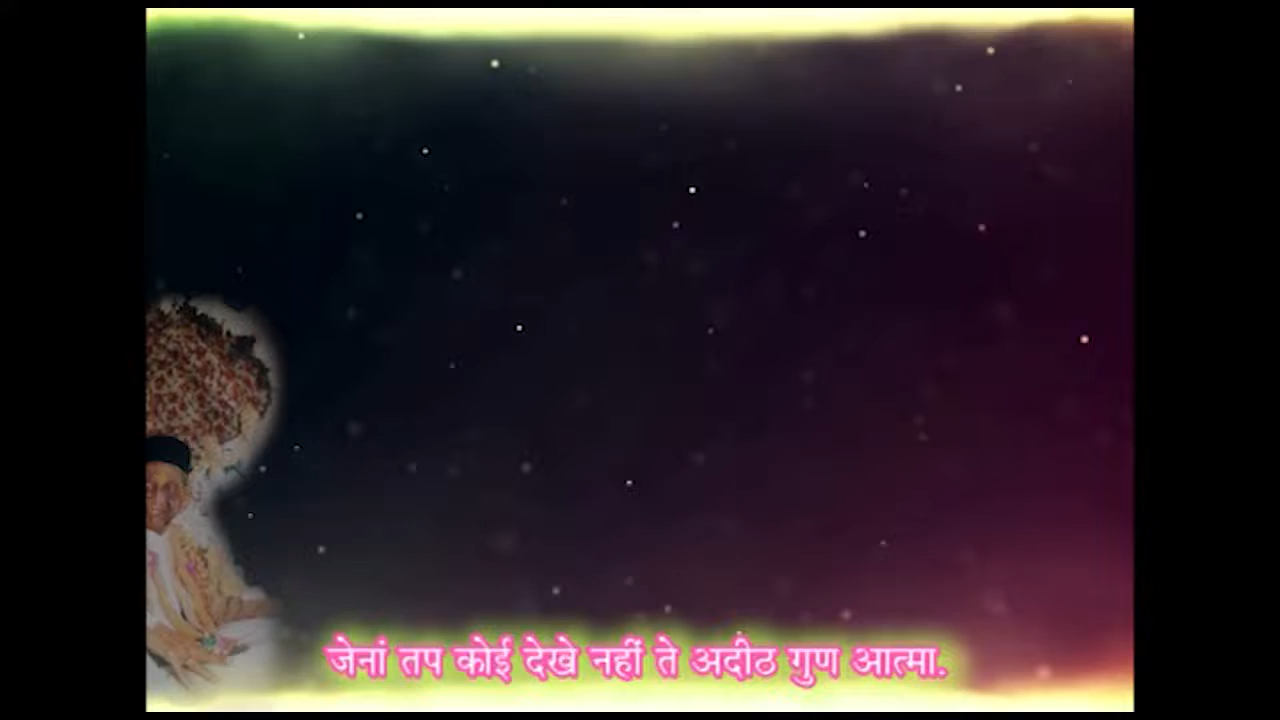 जेनां तप कोई देखे नहीं ते अदीठ गुण आत्मा.